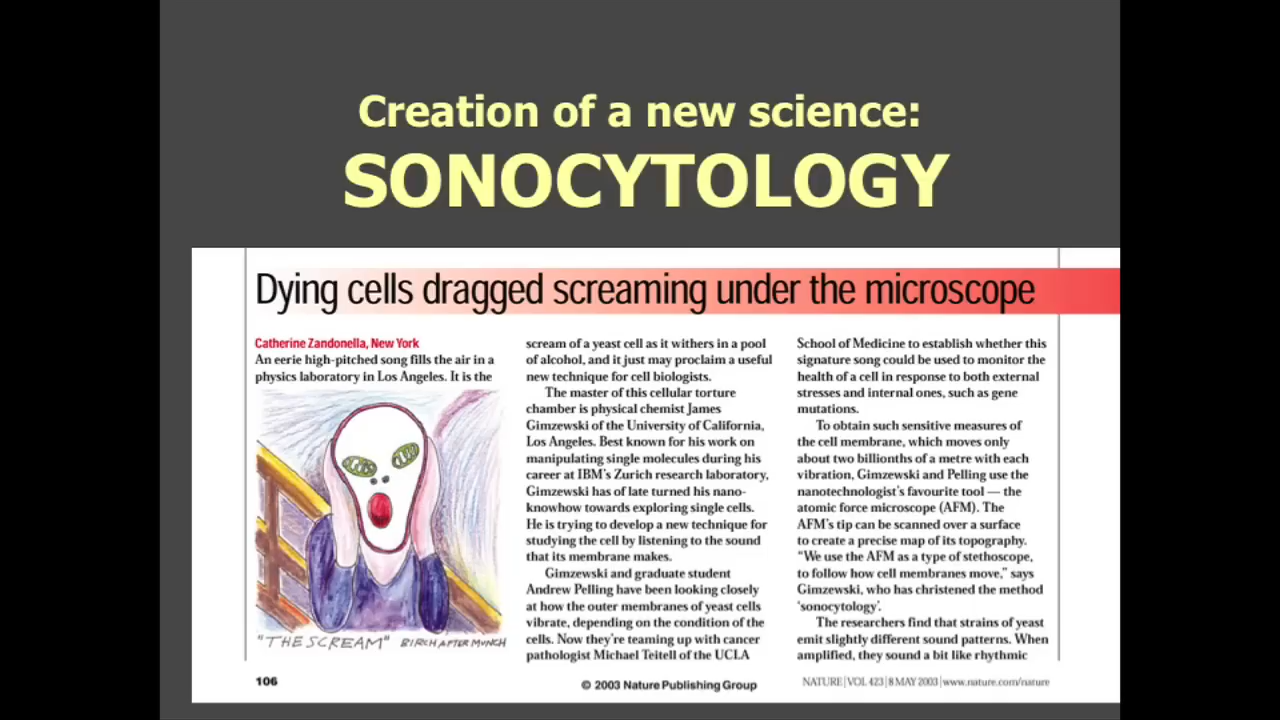 Creation of a new science:
SONOCYTOLOGY
Dying cells dragged screaming under the microscope
Catherine Zandonella, New York
An eerie high-pitched song fills the air in a
physics laboratory in Los Angeles. It is the
"THE SCREAM" BIRCH AFTER MUNCH
scream of a yeast cell as it withers in a pool
of alcohol, and it just may proclaim a useful
new technique for cell biologists.
The master of this cellular torture
chamber is physical chemist James
Gimzewski of the University of California,
Los Angeles. Best known for his work on
manipulating single molecules during his
career at IBM's Zurich research laboratory,
Gimzewski has of late turned his nano-
knowhow towards exploring single cells.
He is trying to develop a new technique for
studying the cell by listening to the sound
that its membrane makes.
Gimzewski and graduate student
Andrew Pelling have been looking closely
at how the outer membranes of yeast cells
vibrate, depending on the condition of the
cells. Now they're teaming up with cancer
pathologist Michael Teitell of the UCLA
School of Medicine to establish whether this
signature song could be used to monitor the
health of a cell in response to both external
stresses and internal ones, such as gene
mutations.
To obtain such sensitive measures of
the cell membrane, which moves only
about two billionths of a metre with each
vibration, Gimzewski and Pelling use the
nanotechnologist's favourite tool — the
atomic force microscope (AFM). The
AFM's tip can be scanned over a surface
to create a precise map of its topography.
"We use the AFM as a type of stethoscope,
to follow how cell membranes move," says
Gimzewski, who has christened the method
'sonocytology'.
The researchers find that strains of yeast
emit slightly different sound patterns. When
amplified, they sound a bit like rhythmic
106
© 2003 Nature Publishing Group
NATURE | VOL 423 | 8 MAY 2003 | www.nature.com/nature